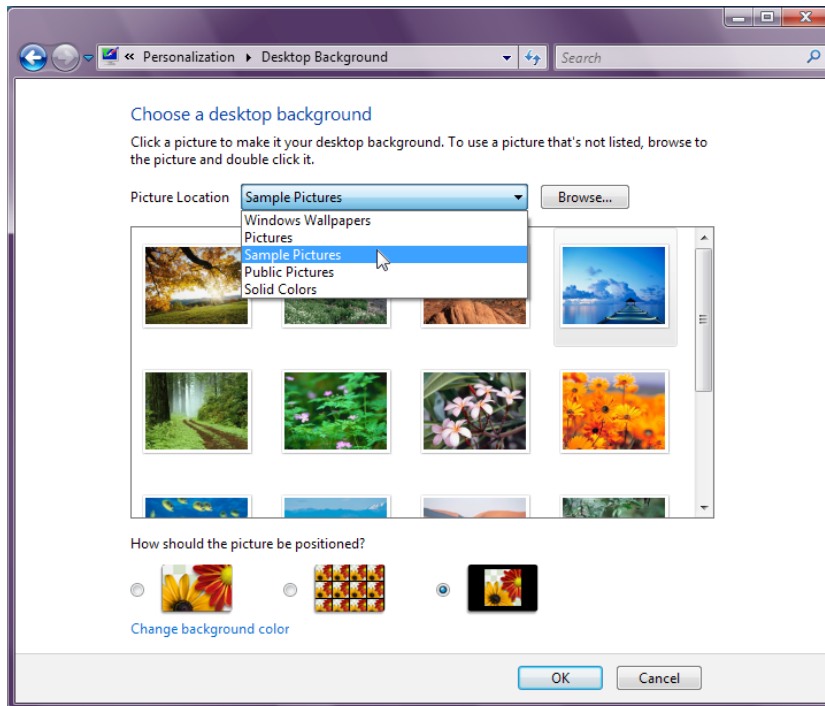 « Personalization ▸ Desktop Background
Search
Choose a desktop background
Click a picture to make it your desktop background. To use a picture that's not listed, browse to
the picture and double click it.
Picture Location Sample Pictures Browse...
Windows Wallpapers
Pictures
Sample Pictures
Public Pictures
Solid Colors
How should the picture be positioned?
Change background color
OK Cancel